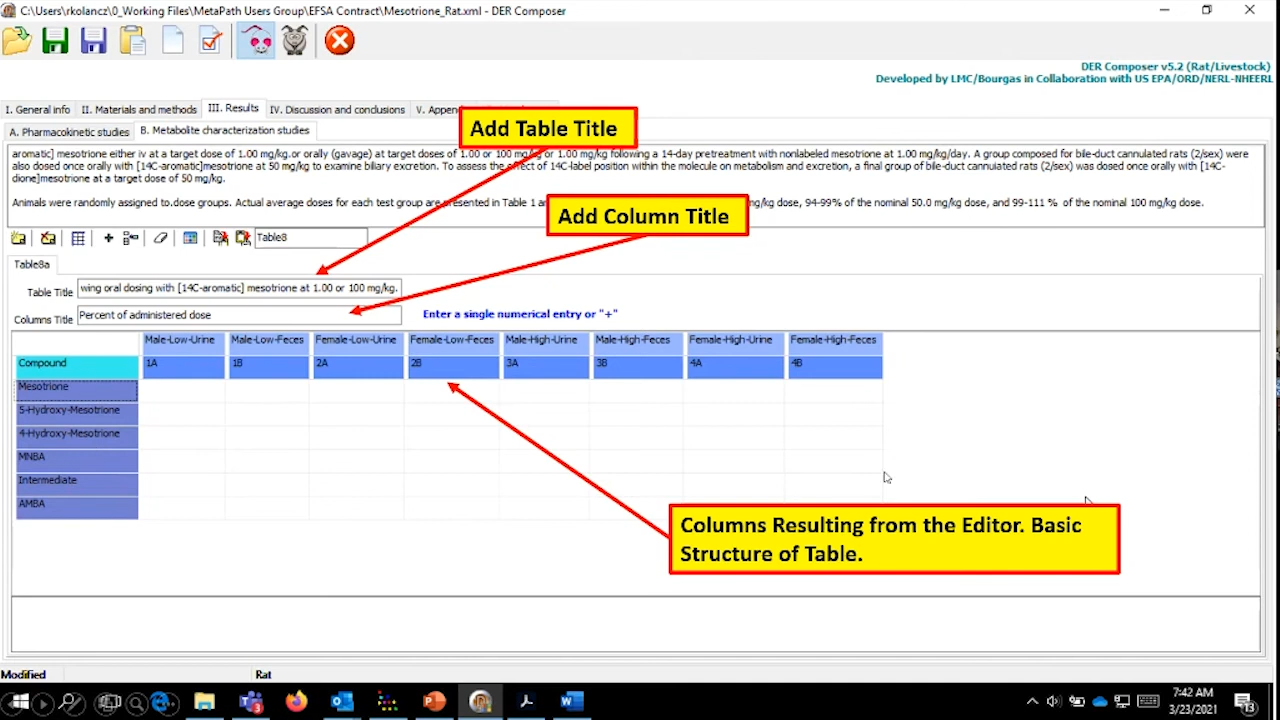 C:\Users\rkolancz\0_Working Files\MetaPath Users Group\EFSA Contract\Mesotrione_Rat.xml - DER Composer
DER Composer v5.2 (Rat/Livestock)
Developed by LMC/Bourgas in Collaboration with US EPA/ORD/NERL-NHEERL
I. General info II. Materials and methods III. Results IV. Discussion and conclusions V. Appen
A. Pharmacokinetic studies B. Metabolite characterization studies
Add Table Title
aromatic] mesotrione either iv at a target dose of 1.00 mg/kg.or orally (gavage) at target doses of 1.00 or 100 mg/kg or 1.00 mg/kg following a 14-day pretreatment with nonlabeled mesotrione at 1.00 mg/kg/day. A group composed for bile-duct cannulated rats (2/sex) were
also dosed once orally with [14C-aromatic]mesotrione at 50 mg/kg to examine biliary excretion. To assess the effect of 14C-label position within the molecule on metabolism and excretion, a final group of bile-duct cannulated rats (2/sex) was dosed once orally with [14C-
dione]mesotrione at a target dose of 50 mg/kg.
Animals were randomly assigned to.dose groups. Actual average doses for each test group are presented in Table 1 an
mg/kg dose, 94-99% of the nominal 50.0 mg/kg dose, and 99-111 % of the nominal 100 mg/kg dose.
Add Column Title
Table8
Table8a
Table Title wing oral dosing with [14C-aromatic] mesotrione at 1.00 or 100 mg/kg.
Columns Title Percent of administered dose Enter a single numerical entry or "+"
Male-Low-Urine Male-Low-Feces Female-Low-Urine Female-Low-Feces Male-High-Urine Male-High-Feces Female-High-Urine Female-High-Feces
Compound 1A 1B 2A 2B 3A 3B 4A 4B
Mesotrione
5-Hydroxy-Mesotrione
4-Hydroxy-Mesotrione
MNBA
Intermediate
AMBA
Columns Resulting from the Editor. Basic
Structure of Table.
Modified Rat
7:42 AM
3/23/2021
13